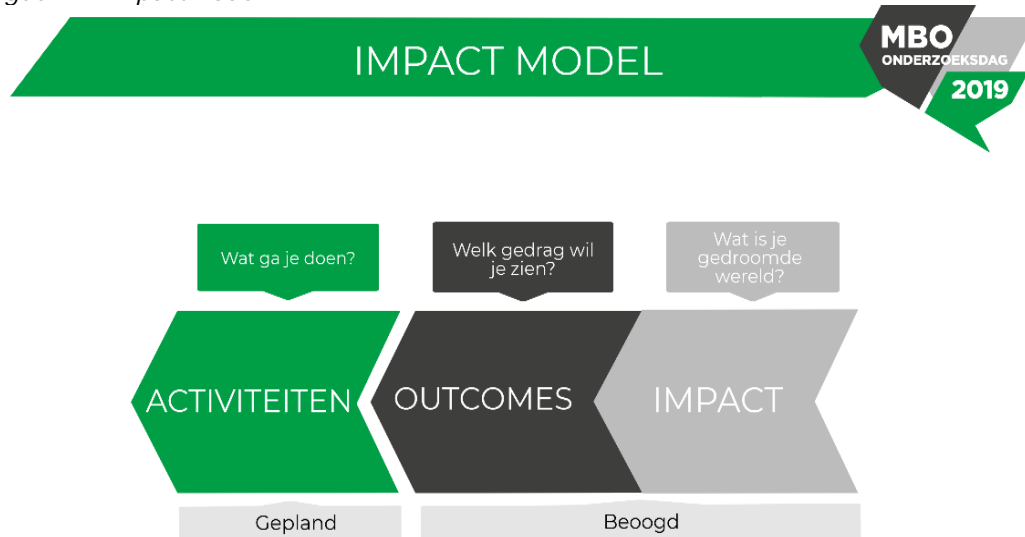 IMPACT MODEL
MBO
ONDERZOEKSDAG
2019
Wat ga je doen?
Welk gedrag wil
je zien?
Wat is je
gedroomde
wereld?
ACTIVITEITEN
OUTCOMES
IMPACT
Gepland
Beoogd